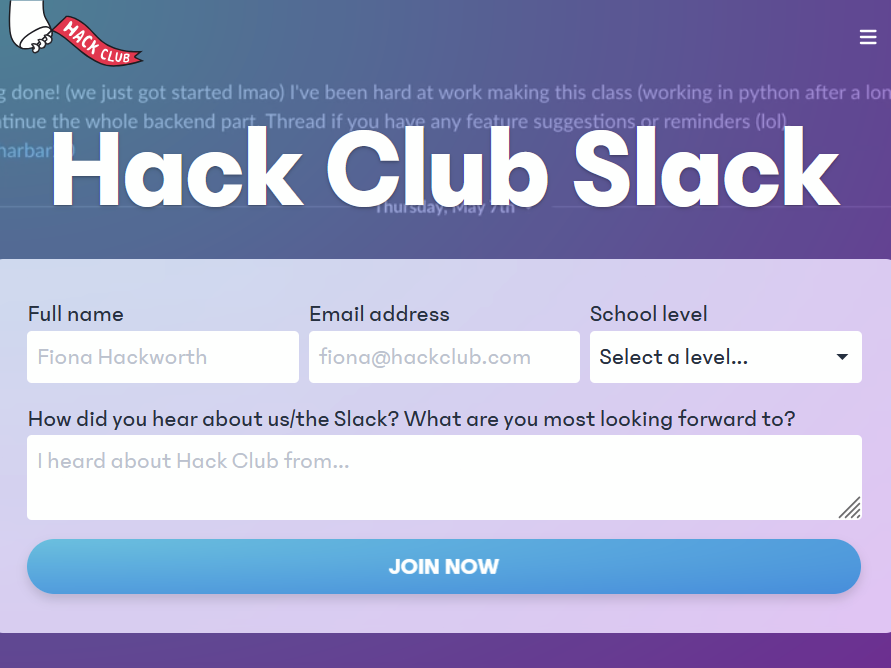 HACK CLUB
g done! (we just got started lmao) I've been hard at work making this class (working in python after a lon
tinue the whole backend part. Thread if you have any feature suggestions or reminders (lol)
Hack Club Slack
Thursday, May 7th
Full name
Email address
School level
Fiona Hackworth
fiona@hackclub.com
Select a level...
How did you hear about us/the Slack? What are you most looking forward to?
I heard about Hack Club from...
JOIN NOW